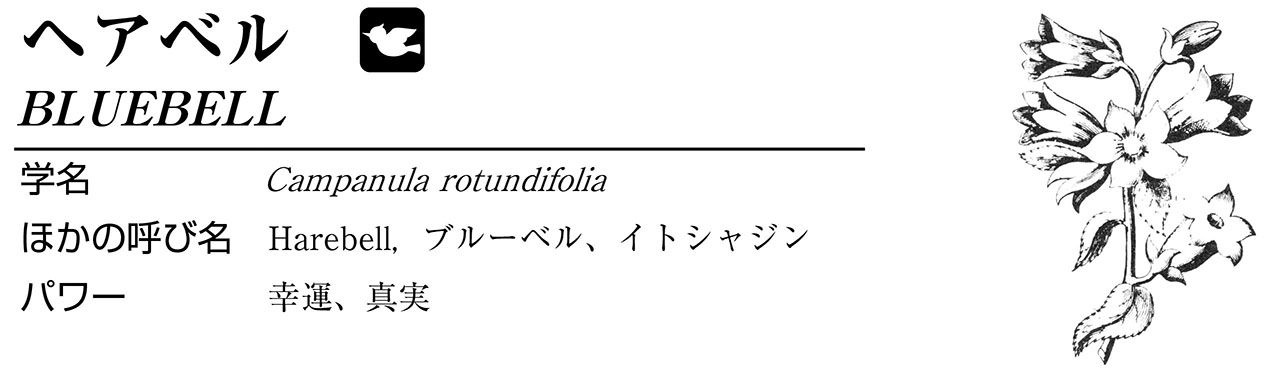 ヘアベル
BLUEBELL
学名 Campanula rotundifolia
ほかの呼び名 Harebell, ブルーベル、イトシャジン
パワー 幸運、真実